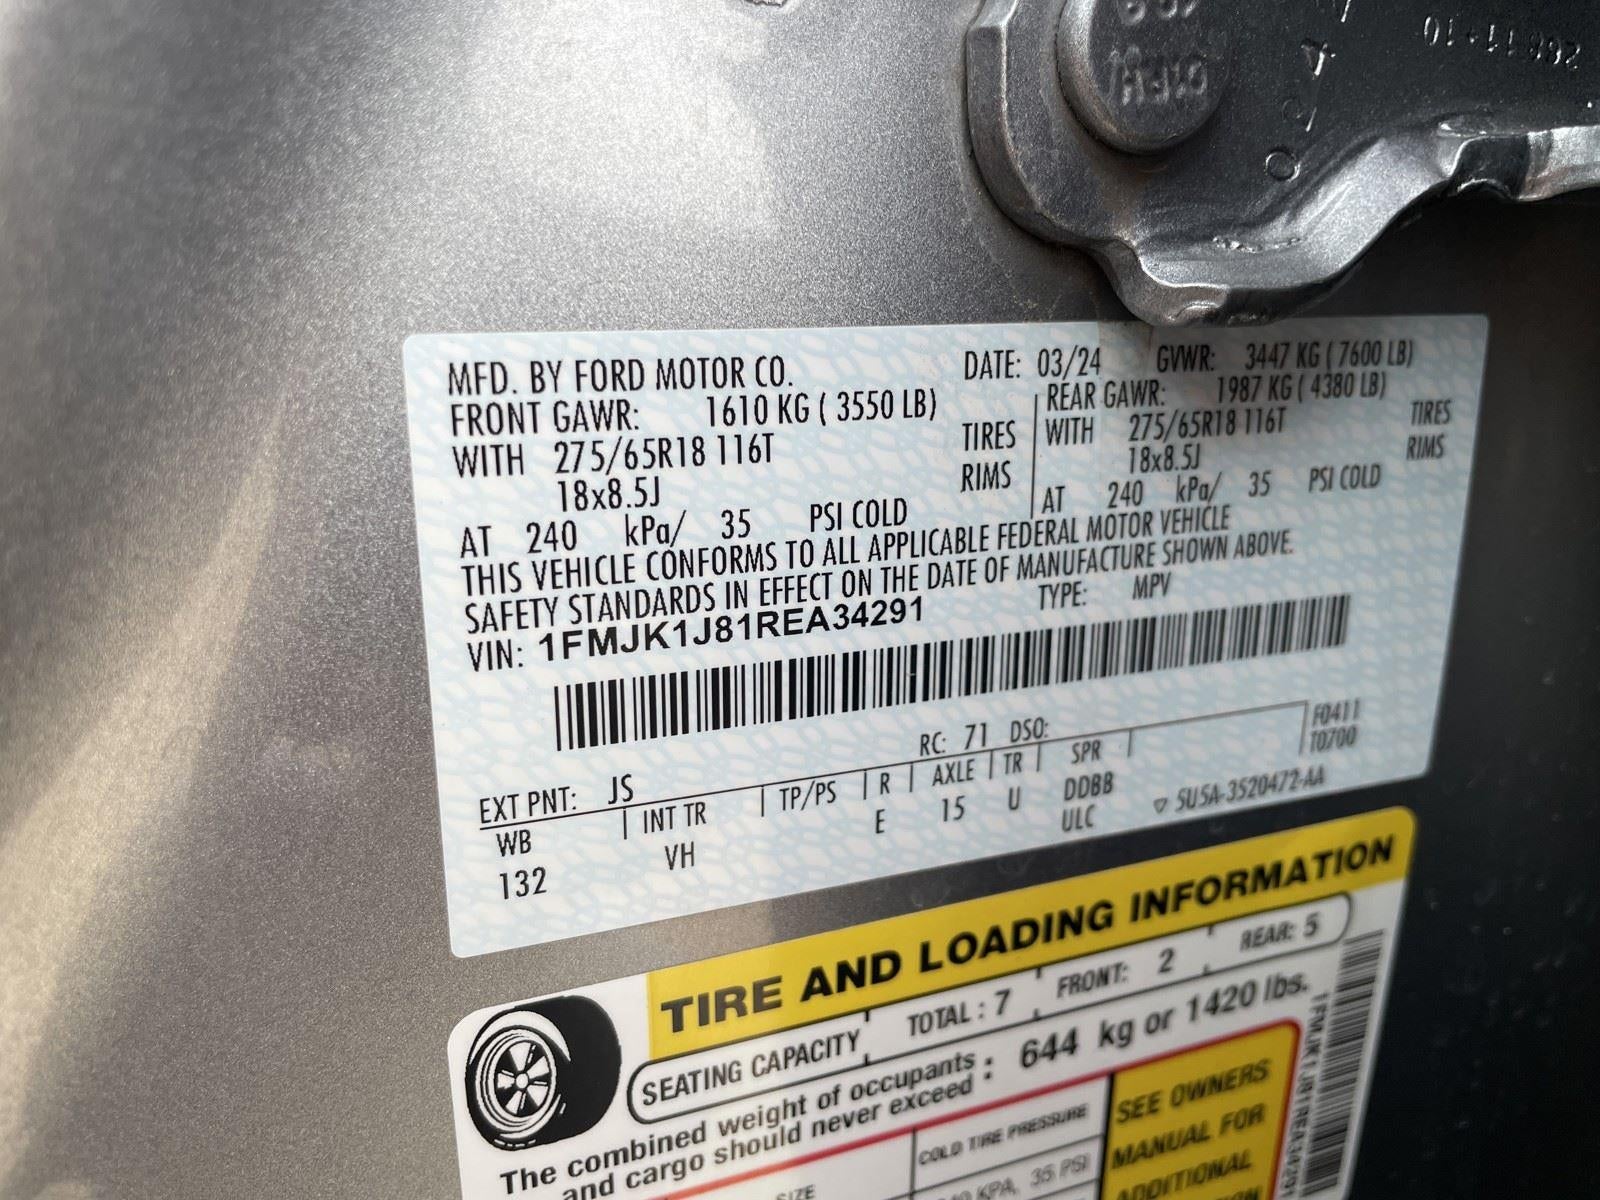 MFD. BY FORD MOTOR CO. DATE: 03/24 GVWR: 3447 KG ( 7600 LB)
FRONT GAWR: 1610 KG ( 3550 LB) REAR GAWR: 1987 KG ( 4380 LB)
WITH 275/65R18 116T TIRES WITH 275/65R18 116T TIRES
18x8.5J RIMS 18x8.5J RIMS
AT 240 kPa/ 35 PSI COLD AT 240 kPa/ 35 PSI COLD
THIS VEHICLE CONFORMS TO ALL APPLICABLE FEDERAL MOTOR VEHICLE
SAFETY STANDARDS IN EFFECT ON THE DATE OF MANUFACTURE SHOWN ABOVE.
VIN: 1FMJK1J81REA34291 TYPE: MPV
F0411
T0700
EXT PNT: JS RC: 71 DSO:
WB INT TR TP/PS R AXLE TR SPR
132 VH E 15 U DDBB
ULC 5U5A-3520472-AA
TIRE AND LOADING INFORMATION
SEATING CAPACITY TOTAL : 7 FRONT: 2 REAR: 5
The combined weight of occupants : 644 kg or 1420 lbs.
and cargo should never exceed
SIZE COLD TIRE PRESSURE
KPA, 35 PSI
SEE OWNERS
MANUAL FOR
ADDITIONAL
1FMJK1J81REA34291